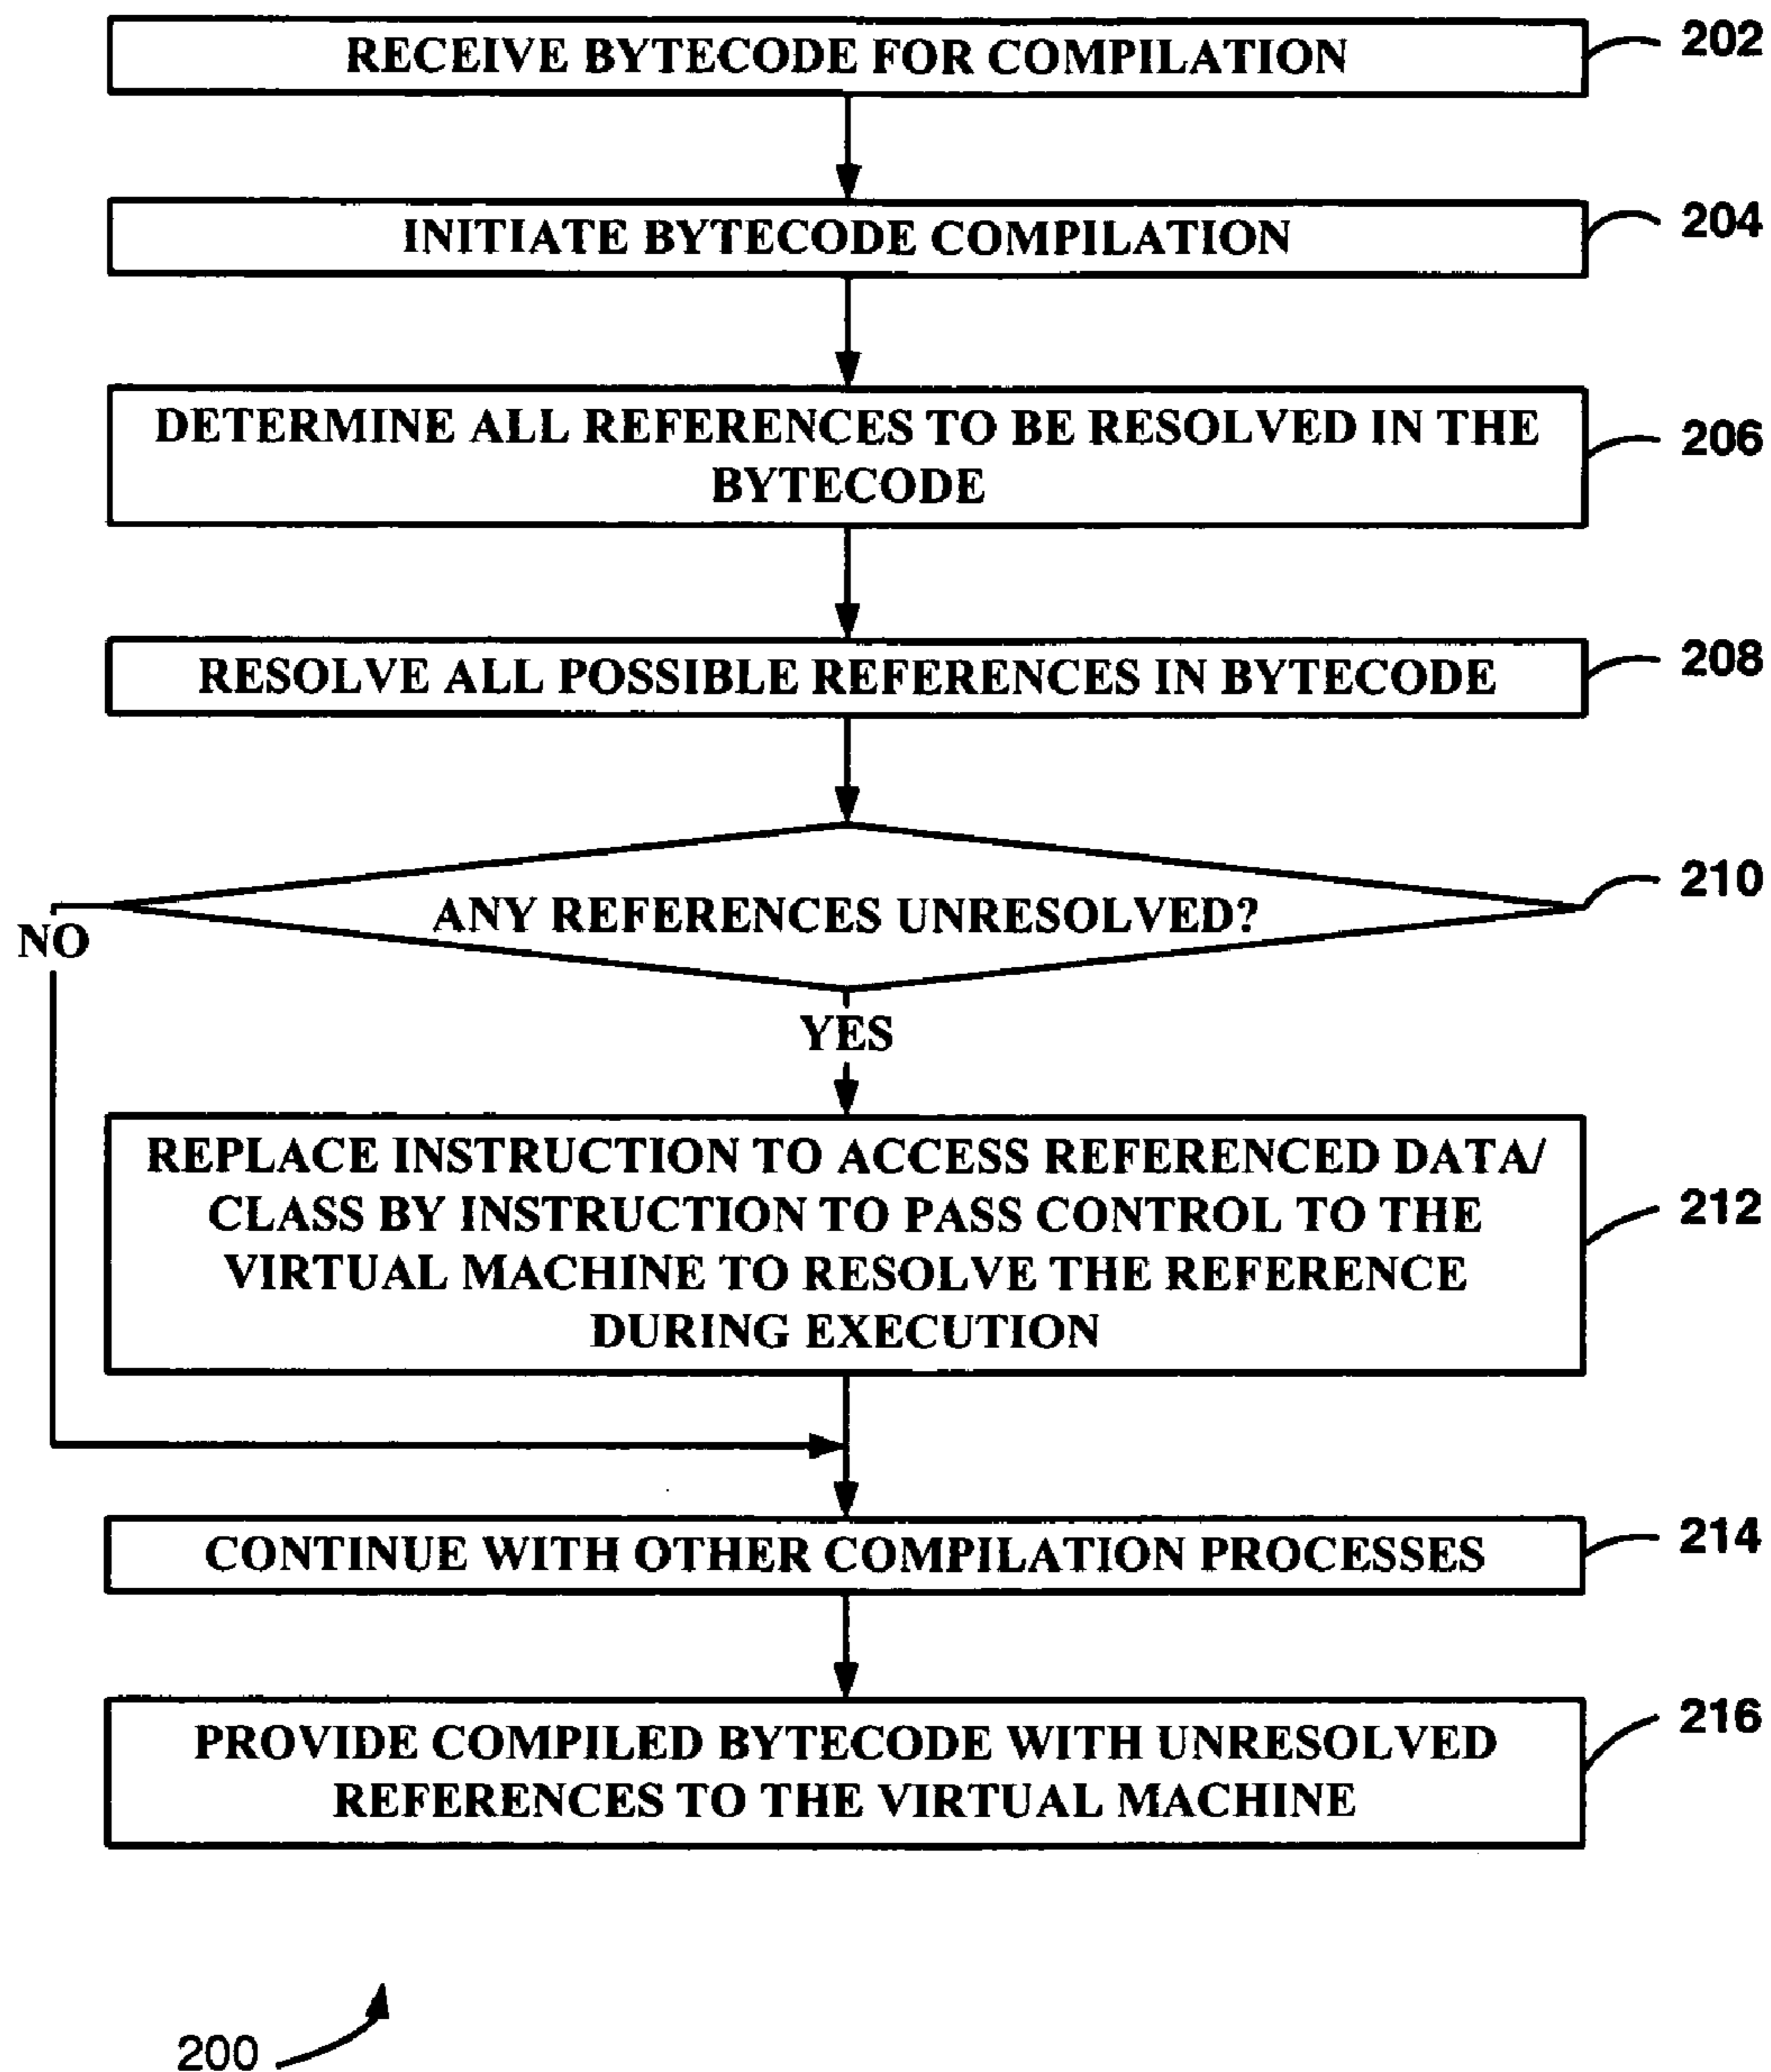 RECEIVE BYTECODE FOR COMPILATION
202
INITIATE BYTECODE COMPILATION
204
DETERMINE ALL REFERENCES TO BE RESOLVED IN THE
BYTECODE
206
RESOLVE ALL POSSIBLE REFERENCES IN BYTECODE
208
ANY REFERENCES UNRESOLVED?
210
NO
YES
REPLACE INSTRUCTION TO ACCESS REFERENCED DATA/
CLASS BY INSTRUCTION TO PASS CONTROL TO THE
VIRTUAL MACHINE TO RESOLVE THE REFERENCE
DURING EXECUTION
212
CONTINUE WITH OTHER COMPILATION PROCESSES
214
PROVIDE COMPILED BYTECODE WITH UNRESOLVED
REFERENCES TO THE VIRTUAL MACHINE
216
200